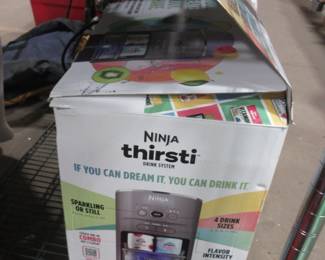 NINJA
thirsti
DRINK SYSTEM
IF YOU CAN DREAM IT, YOU CAN DRINK IT.
SPARKLING
OR STILL
4 DRINK
SIZES
FLAVOR
INTENSITY
NINJA
COMBO